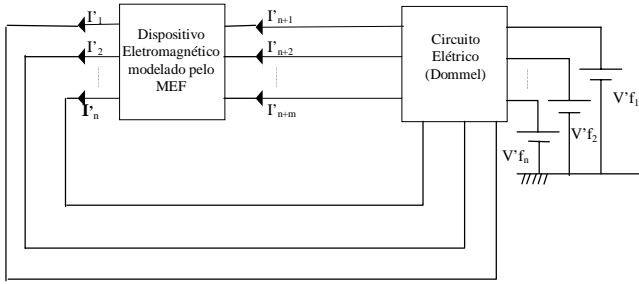 I'1
I'2
I'n
Dispositivo
Eletromagnético
modelado pelo
MEF
I'n+1
I'n+2
I'n+m
Circuito
Elétrico
(Dommel)
V'f1
V'f2
V'fn